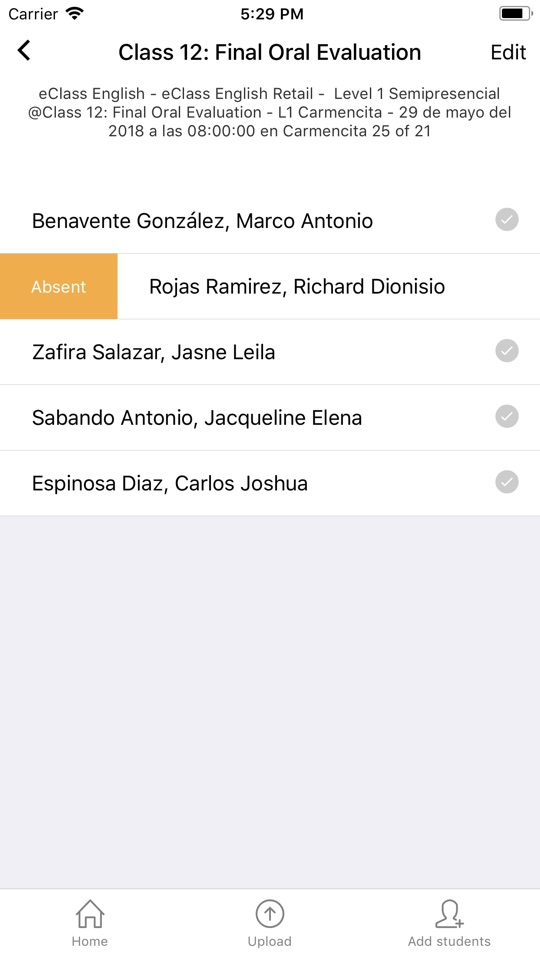 Carrier 5:29 PM
Class 12: Final Oral Evaluation Edit
eClass English - eClass English Retail - Level 1 Semipresencial
@Class 12: Final Oral Evaluation - L1 Carmencita - 29 de mayo del
2018 a las 08:00:00 en Carmencita 25 of 21
Benavente González, Marco Antonio
Absent Rojas Ramirez, Richard Dionisio
Zafira Salazar, Jasne Leila
Sabando Antonio, Jacqueline Elena
Espinosa Diaz, Carlos Joshua
Home Upload Add students